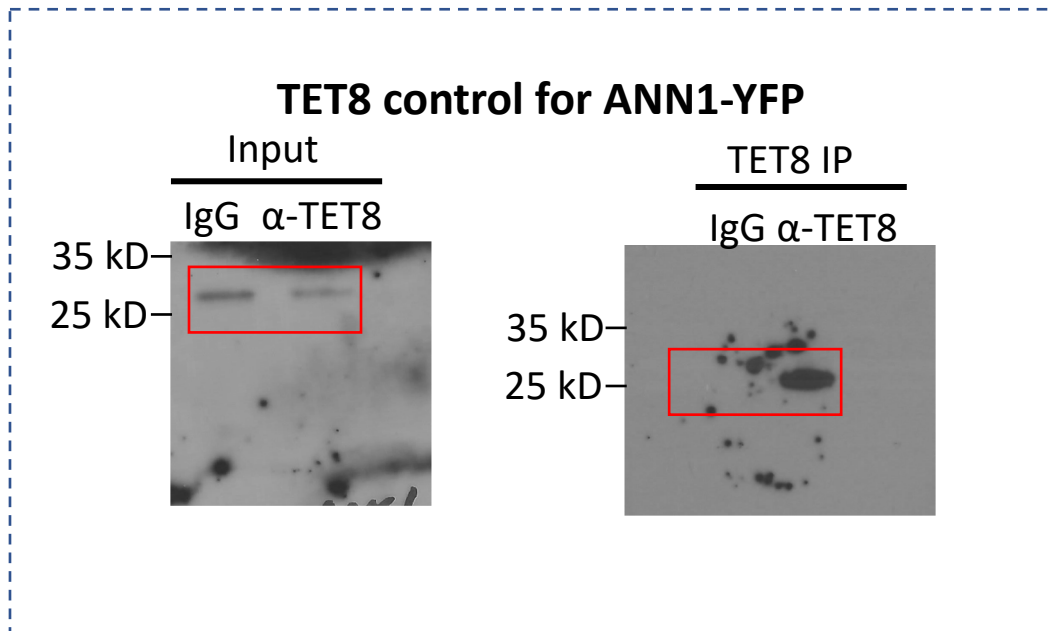 TET8 control for ANN1-YFP
Input
IgG α-TET8
35 kD
25 kD
TET8 IP
IgG α-TET8
35 kD
25 kD